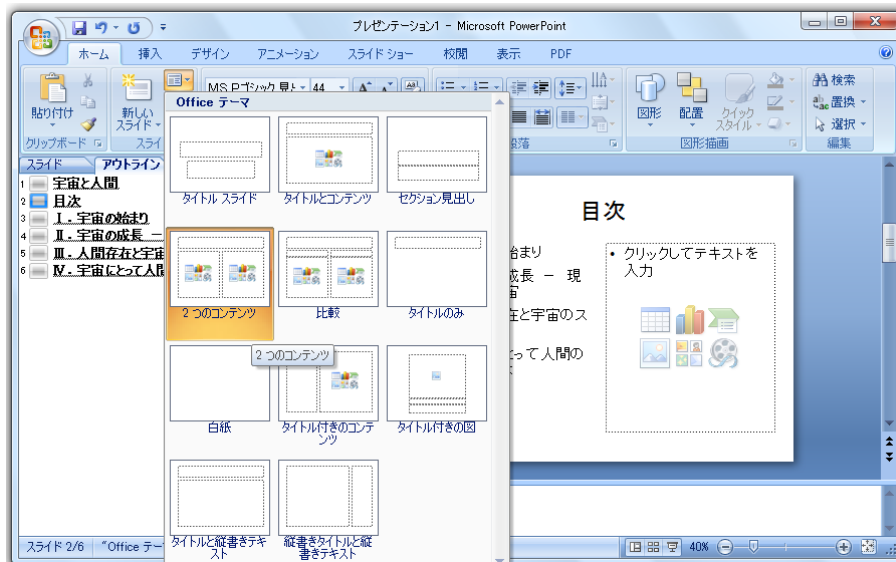 プレゼンテーション1 - Microsoft PowerPoint
ホーム 挿入 デザイン アニメーション スライド ショー 校閲 表示 PDF
MS Pゴシック 見 44
検索
貼り付け 新しい スライド 図形 配置 クイック スタイル 置換
選択
クリップボード スライ 段落 図形描画 編集
Office テーマ
タイトル スライド タイトルとコンテンツ セクション見出し
2 つのコンテンツ 比較 タイトルのみ
2 つのコンテンツ
白紙 タイトル付きのコンテンツ タイトル付きの図
タイトルと縦書きテキスト 縦書きタイトルと縦書きテキスト
スライド アウトライン
1 宇宙と人間
2 目次
3 Ⅰ．宇宙の始まり
4 Ⅱ．宇宙の成長 －
5 Ⅲ．人間存在と宇宙
6 Ⅳ．宇宙にとって人間
目次
始まり
成長 － 現
宙
在と宇宙のス
とって人間の
• クリックしてテキストを
入力
スライド 2/6 "Office テー 40%